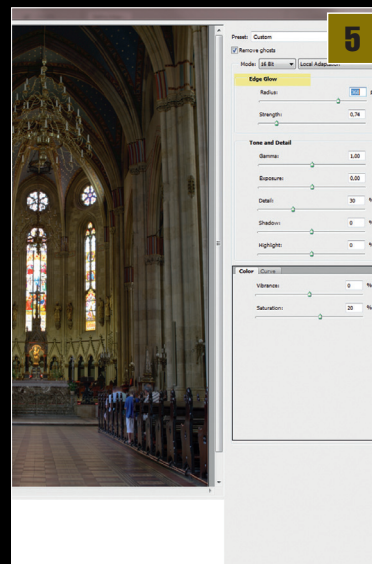 5
Preset: Custom
Remove ghosts
Mode: 16 Bit Local Adaptation
Edge Glow
Radius:
Strength: 0,74
Tone and Detail
Gamma: 1,00
Exposure: 0,00
Detail: 30 %
Shadow: 0 %
Highlight: 0 %
Color Curve
Vibrance: 0 %
Saturation: 20 %